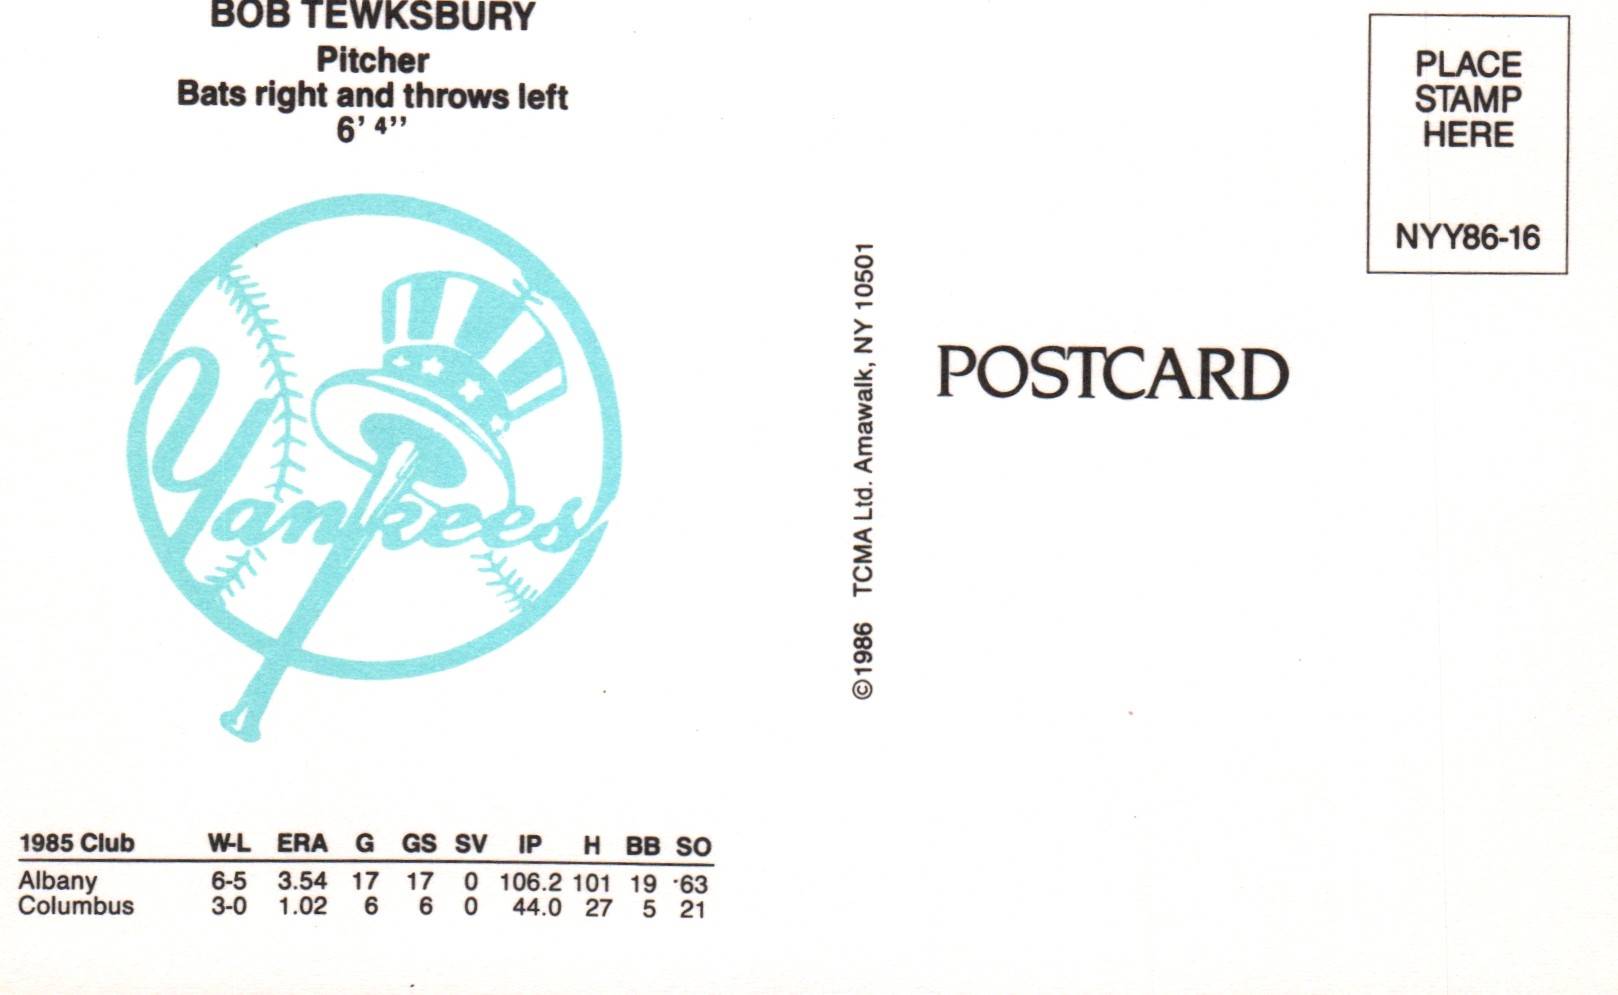 BOB TEWKSBURY
Pitcher
Bats right and throws left
6' 4''
Yankees
1985 Club W-L ERA G GS SV IP H BB SO
Albany 6-5 3.54 17 17 0 106.2 101 19 63
Columbus 3-0 1.02 6 6 0 44.0 27 5 21
©1986 TCMA Ltd. Amawalk, NY 10501
POSTCARD
PLACE
STAMP
HERE
NYY86-16